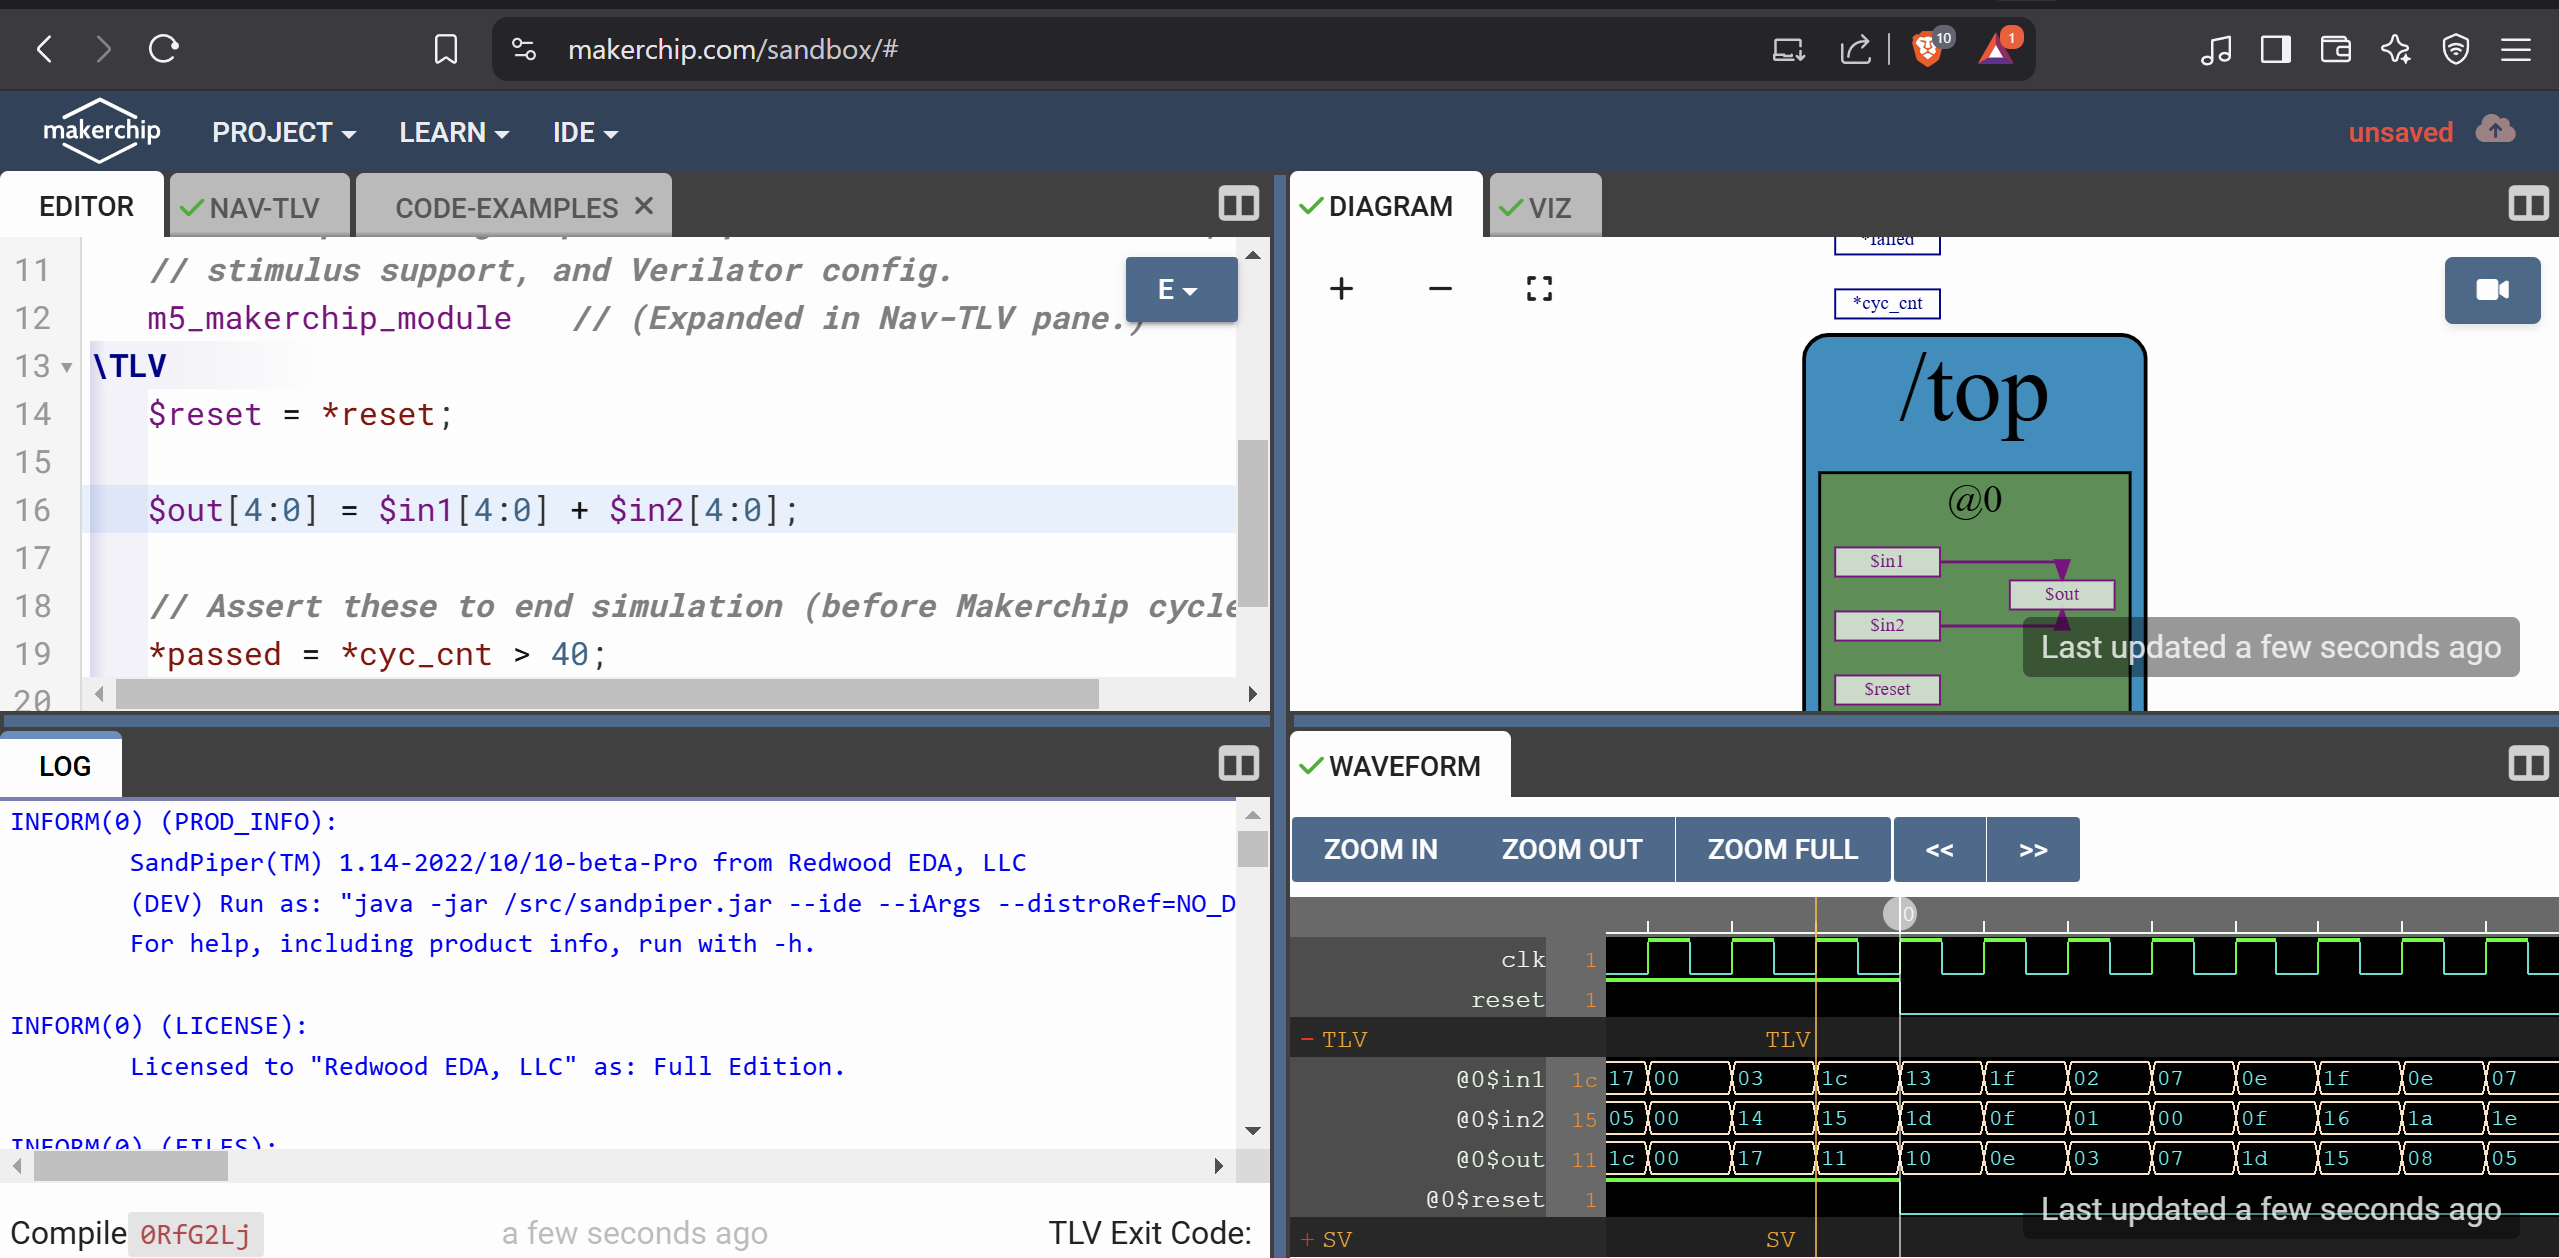 makerchip.com/sandbox/#
10
1
makerchip
PROJECT
LEARN
IDE
unsaved
EDITOR
NAV-TLV
CODE-EXAMPLES
DIAGRAM
VIZ
11 // stimulus support, and Verilator config.
12 m5_makerchip_module // (Expanded in Nav-TLV pane.)
13 \TLV
14 $reset = *reset;
15
16 $out[4:0] = $in1[4:0] + $in2[4:0];
17
18 // Assert these to end simulation (before Makerchip cycle
19 *passed = *cyc_cnt > 40;
20
E
*failed
*cyc_cnt
/top
@0
$in1
$out
$in2
$reset
Last updated a few seconds ago
LOG
INFORM(0) (PROD_INFO):
SandPiper(TM) 1.14-2022/10/10-beta-Pro from Redwood EDA, LLC
(DEV) Run as: "java -jar /src/sandpiper.jar --ide --iArgs --distroRef=NO_D
For help, including product info, run with -h.
INFORM(0) (LICENSE):
Licensed to "Redwood EDA, LLC" as: Full Edition.
INFORM(0) (FILES):
Compile 0RfG2Lj
a few seconds ago
TLV Exit Code:
WAVEFORM
ZOOM IN
ZOOM OUT
ZOOM FULL
<<
>>
0
clk 1
reset 1
− TLV TLV
@0$in1 1c 17 00 03 1c 13 1f 02 07 0e 1f 0e 07
@0$in2 15 05 00 14 15 1d 0f 01 00 0f 16 1a 1e
@0$out 11 1c 00 17 11 10 0e 03 07 1d 15 08 05
@0$reset 1
Last updated a few seconds ago
+ SV SV